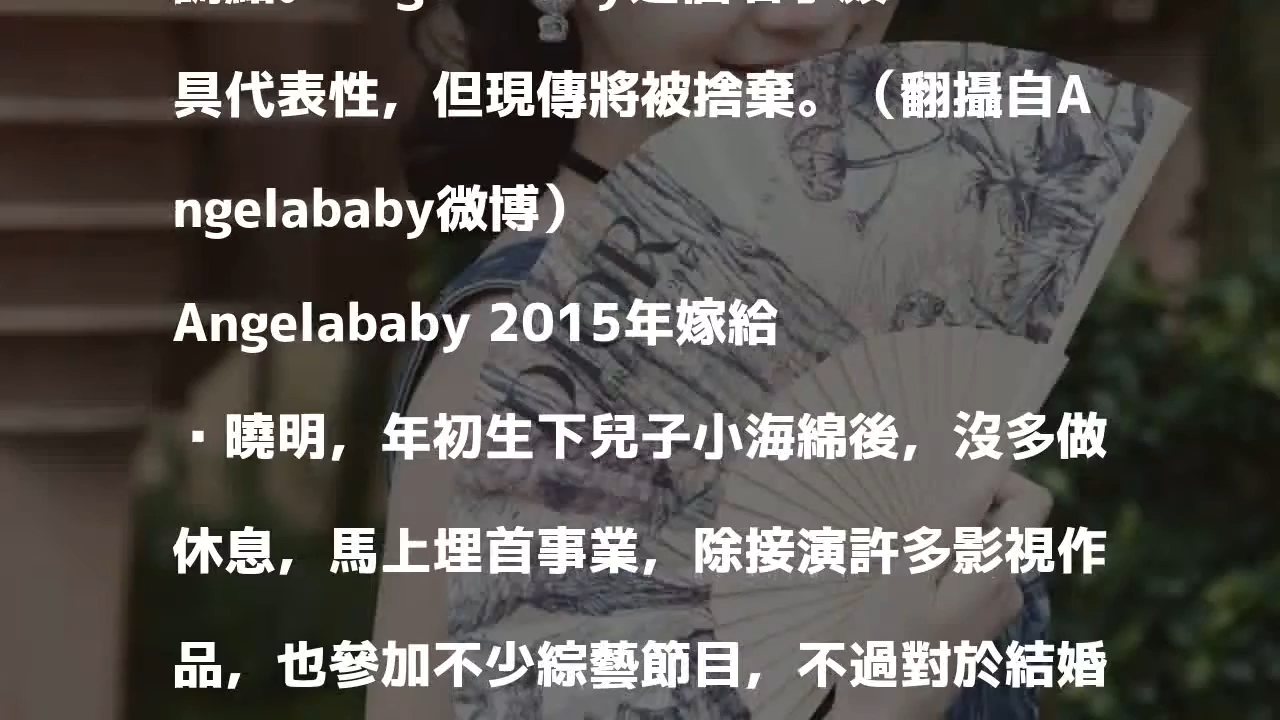 具代表性，但現傳將被捨棄。（翻攝自A
ngelababy微博）
Angelababy 2015年嫁給
▪曉明，年初生下兒子小海綿後，沒多做
休息，馬上埋首事業，除接演許多影視作
品，也參加不少綜藝節目，不過對於結婚
DIOR
DIOR